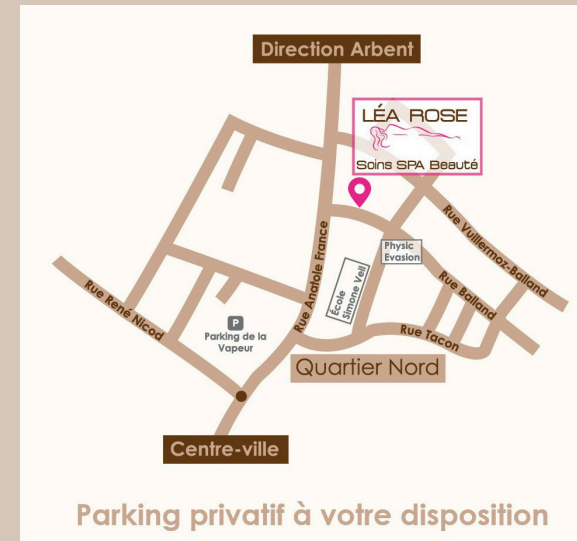 Direction Arbent
LÉA ROSE
Soins SPA Beauté
Rue Vuillermoz-Balland
Rue Anatole France
Physic
Evasion
École
Simone Veil
Rue Balland
Rue René Nicod
P
Parking de la
Vapeur
Rue Tacon
Quartier Nord
Centre-ville
Parking privatif à votre disposition